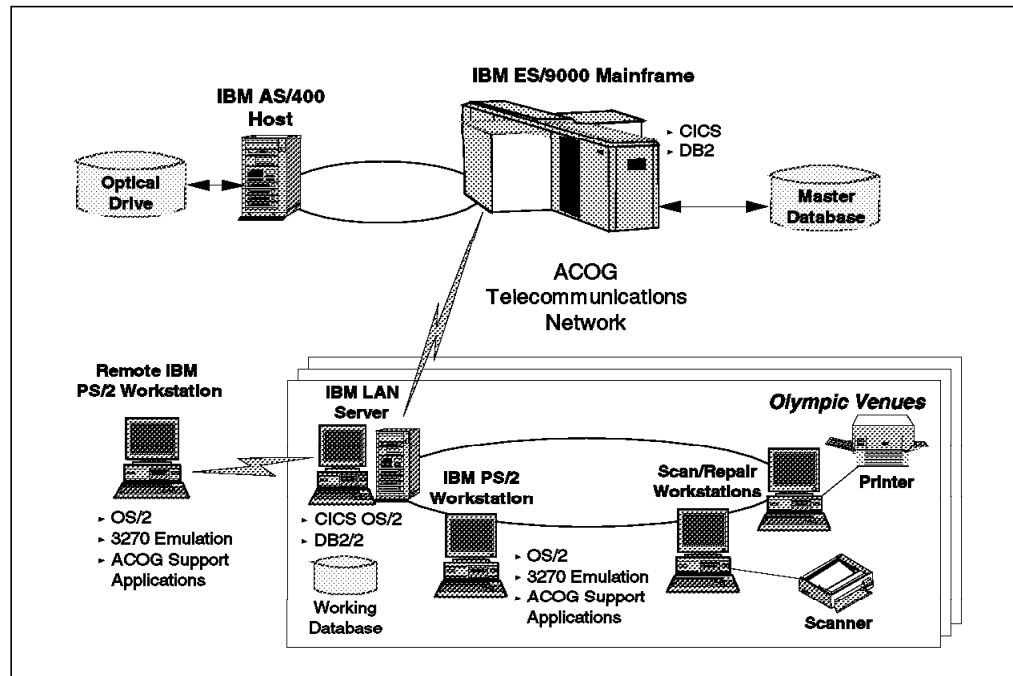 IBM ES/9000 Mainframe
IBM AS/400
Host
▸ CICS
▸ DB2
Optical
Drive
Master
Database
ACOG
Telecommunications
Network
Remote IBM
PS/2 Workstation
▸ OS/2
▸ 3270 Emulation
▸ ACOG Support
Applications
IBM LAN
Server
▸ CICS OS/2
▸ DB2/2
Working
Database
IBM PS/2
Workstation
▸ OS/2
▸ 3270 Emulation
▸ ACOG Support
Applications
Olympic Venues
Scan/Repair
Workstations
Printer
Scanner